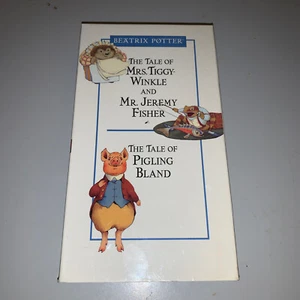 BEATRIX POTTER
THE TALE OF
MRS. TIGGY-
WINKLE
AND
MR. JEREMY
FISHER
THE TALE OF
PIGLING
BLAND